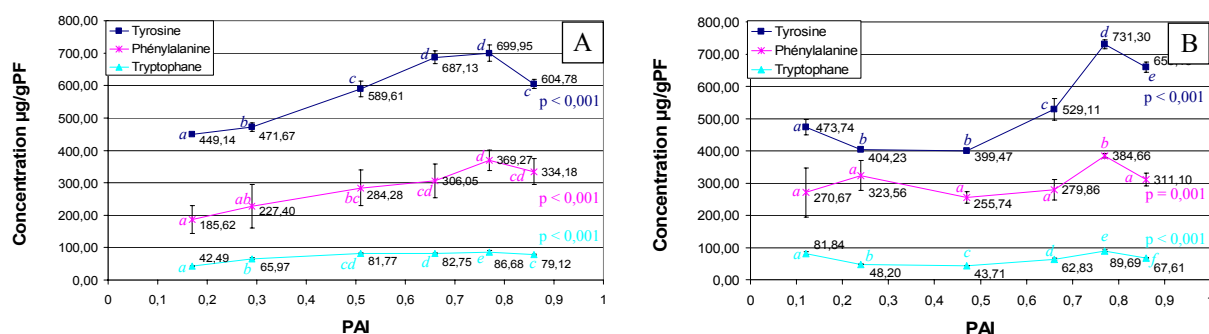 Concentration µg/gPF
800,00
700,00
600,00
500,00
400,00
300,00
200,00
100,00
0,00
Tyrosine
Phénylalanine
Tryptophane
A
a
449,14
b
471,67
c
589,61
d
687,13
d
699,95
c
604,78
p < 0,001
a
185,62
ab
227,40
bc
284,28
cd
306,05
d
369,27
cd
334,18
p < 0,001
a
42,49
b
65,97
cd
81,77
d
82,75
e
86,68
c
79,12
p < 0,001
0 0,1 0,2 0,3 0,4 0,5 0,6 0,7 0,8 0,9 1
PAI
Concentration µg/gPF
800,00
700,00
600,00
500,00
400,00
300,00
200,00
100,00
0,00
Tyrosine
Phénylalanine
Tryptophane
B
a
473,74
b
404,23
b
399,47
c
529,11
d
731,30
e
p < 0,001
a
270,67
a
323,56
a
255,74
a
279,86
b
384,66
a
311,10
p = 0,001
a
81,84
b
48,20
c
43,71
d
62,83
e
89,69
f
67,61
p < 0,001
0 0,1 0,2 0,3 0,4 0,5 0,6 0,7 0,8 0,9 1
PAI